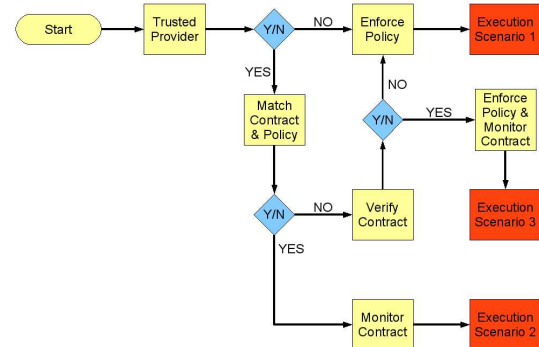 Start
Trusted
Provider
Y/N
NO
Enforce
Policy
Execution
Scenario 1
YES
Match
Contract
& Policy
NO
Y/N
YES
Enforce
Policy &
Monitor
Contract
Y/N
NO
Verify
Contract
Execution
Scenario 3
YES
Monitor
Contract
Execution
Scenario 2